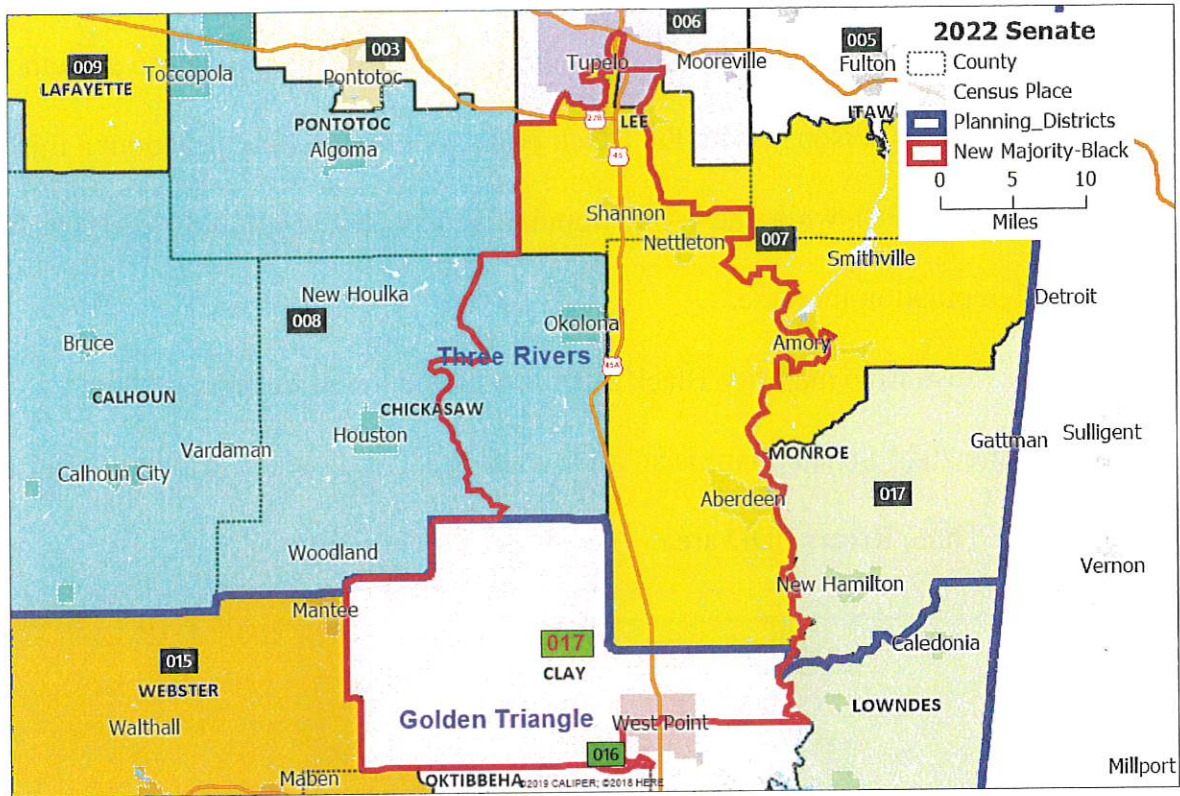 2022 Senate
County
Census Place
Planning_Districts
New Majority-Black
0 5 10
Miles
009
LAFAYETTE
Toccopola
003
Pontotoc
PONTOTOC
Algoma
006
Tupelo
Mooreville
005
Fulton
ITAW
278
LEE
45
Shannon
Nettleton
007
Smithville
Detroit
New Houlka
008
Okolona
Bruce
Three Rivers
45A
Amory
CALHOUN
CHICKASAW
Houston
Vardaman
Calhoun City
MONROE
Gattman
Sulligent
Aberdeen
017
Woodland
New Hamilton
Vernon
Mantee
017
CLAY
Caledonia
015
WEBSTER
Walthall
Golden Triangle
West Point
LOWNDES
016
Maben
OKTIBBEHA
©2019 CALIPER; ©2018 HERE
Millport